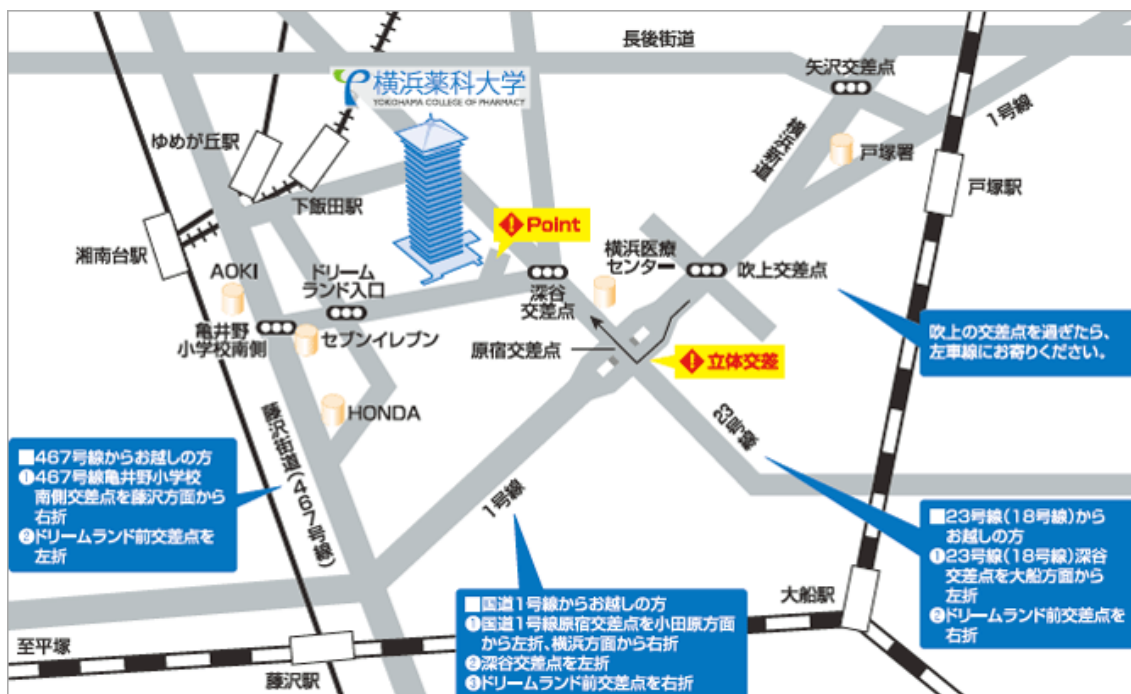 長後街道
矢沢交差点
横浜薬科大学
YOKOHAMA COLLEGE OF PHARMACY
1号線
横浜新道
戸塚署
ゆめが丘駅
戸塚駅
下飯田駅
Point
湘南台駅
AOKI
ドリーム
ランド入口
横浜医療
センター
吹上交差点
深谷
交差点
亀井野
小学校南側
セブンイレブン
原宿交差点
立体交差
吹上の交差点を過ぎたら、
左車線にお寄りください。
HONDA
23号線
藤沢街道(467号線)
1号線
■467号線からお越しの方
❶467号線亀井野小学校
南側交差点を藤沢方面から
右折
❷ドリームランド前交差点を
左折
■23号線(18号線)から
お越しの方
❶23号線(18号線)深谷
交差点を大船方面から
左折
❷ドリームランド前交差点を
右折
■国道1号線からお越しの方
❶国道1号線原宿交差点を小田原方面
から左折、横浜方面から右折
❷深谷交差点を左折
❸ドリームランド前交差点を右折
大船駅
至平塚
藤沢駅